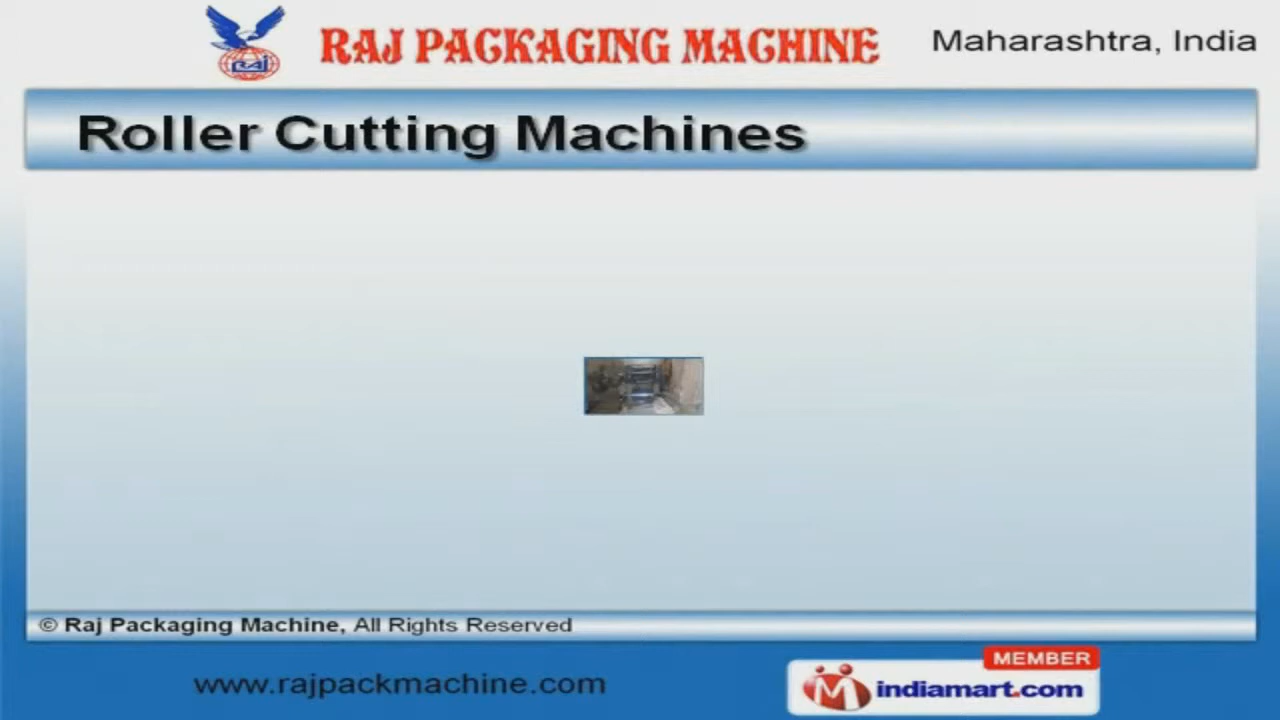 RAJ
RAJ PACKAGING MACHINE
Maharashtra, India
Roller Cutting Machines
© Raj Packaging Machine, All Rights Reserved
www.rajpackmachine.com
MEMBER
indiamart.com